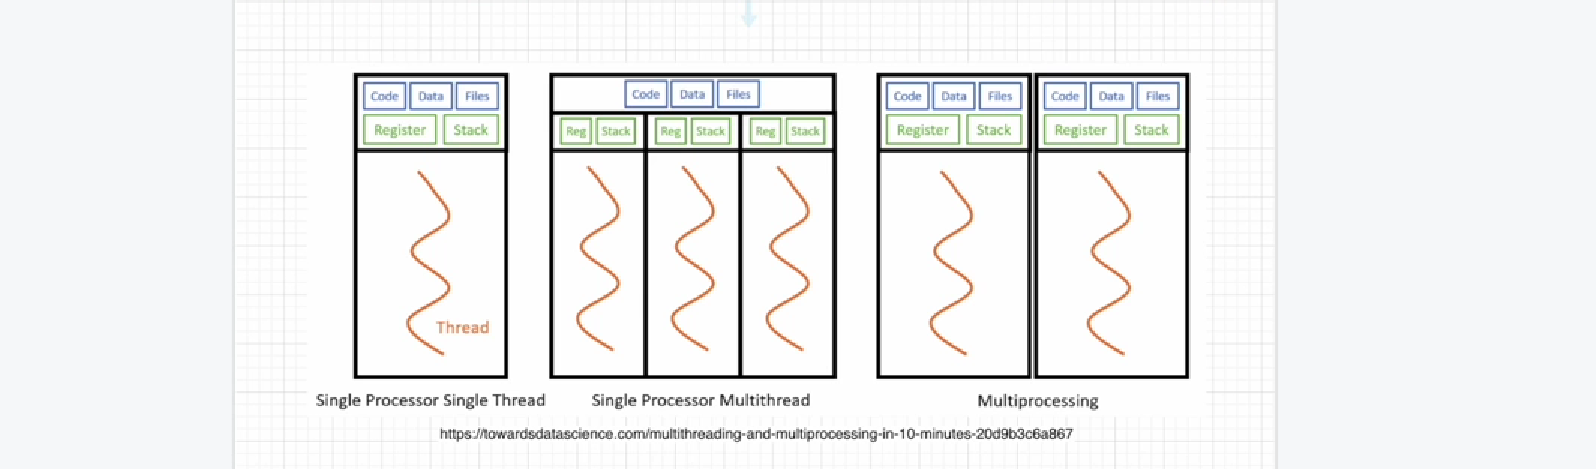 Code Data Files
Register Stack
Thread
Single Processor Single Thread
Code Data Files
Reg Stack Reg Stack Reg Stack
Single Processor Multithread
Code Data Files Code Data Files
Register Stack Register Stack
Multiprocessing
https://towardsdatascience.com/multithreading-and-multiprocessing-in-10-minutes-20d9b3c6a867